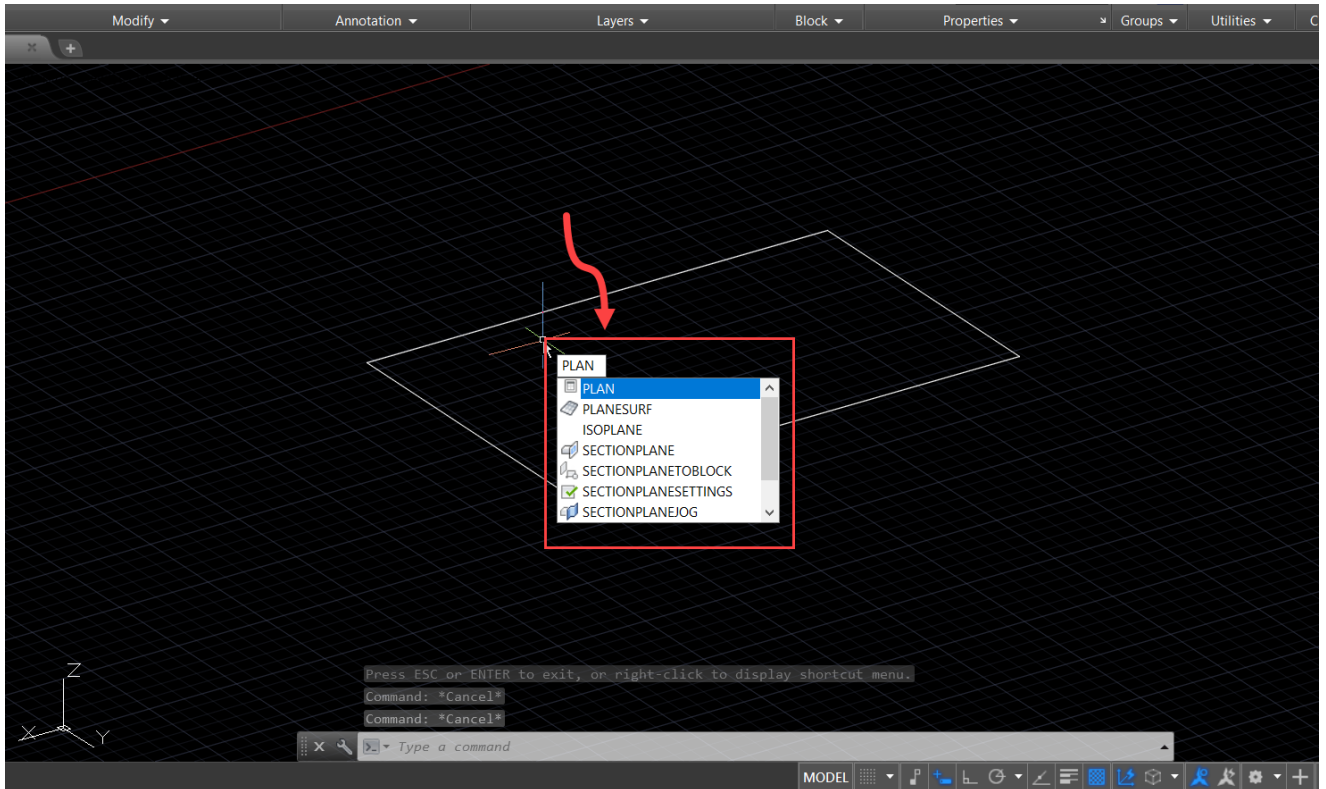 Modify Annotation Layers Block Properties Groups Utilities C
PLAN
PLAN
PLANESURF
ISOPLANE
SECTIONPLANE
SECTIONPLANETOBLOCK
SECTIONPLANESETTINGS
SECTIONPLANEJOG
Z
X
Y
Press ESC or ENTER to exit, or right-click to display shortcut menu.
Command: *Cancel*
Command: *Cancel*
Type a command
MODEL